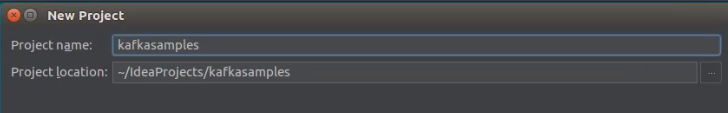 New Project
Project name: kafkasamples
Project location: ~/IdeaProjects/kafkasamples ...